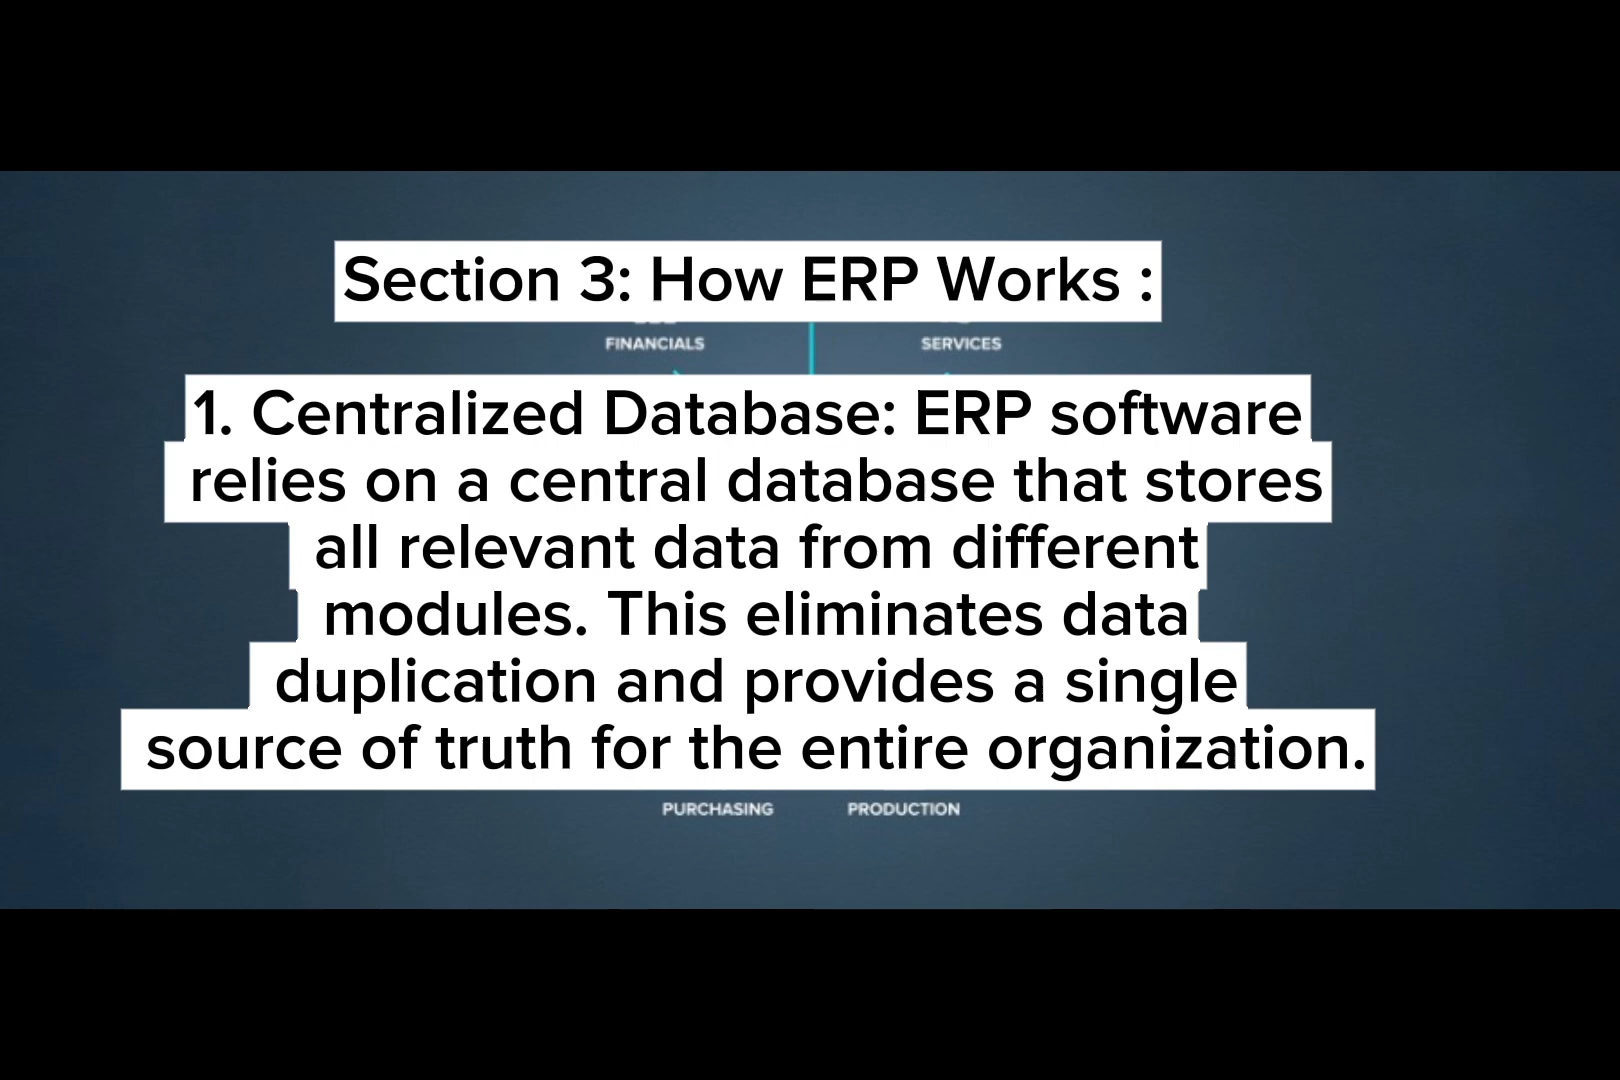 Section 3: How ERP Works :
FINANCIALS
SERVICES
1. Centralized Database: ERP software
relies on a central database that stores
all relevant data from different
modules. This eliminates data
duplication and provides a single
source of truth for the entire organization.
PURCHASING
PRODUCTION